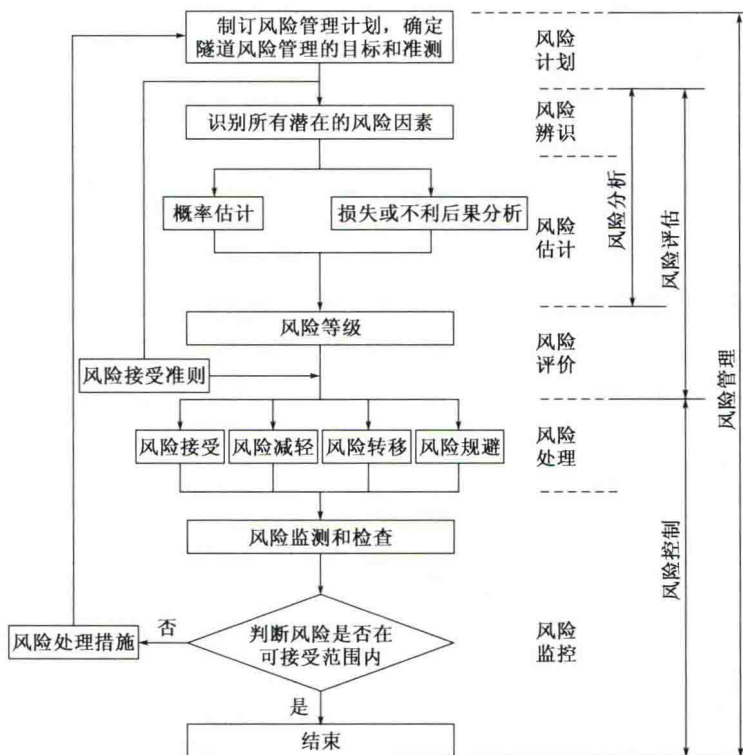 制订风险管理计划，确定
隧道风险管理的目标和准测
风险
计划
识别所有潜在的风险因素
风险
辨识
概率估计
损失或不利后果分析
风险
估计
风险分析
风险评估
风险等级
风险
评价
风险接受准则
风险管理
风险接受
风险减轻
风险转移
风险规避
风险
处理
风险监测和检查
风险控制
风险处理措施
否
判断风险是否在
可接受范围内
风险
监控
是
结束